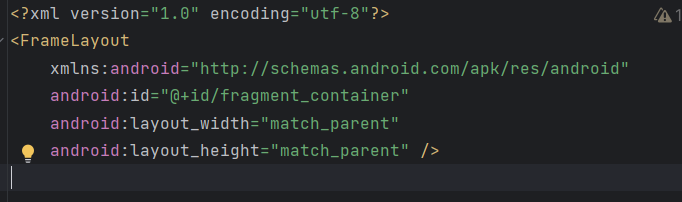 <?xml version="1.0" encoding="utf-8"?>
1
<FrameLayout
xmlns:android="http://schemas.android.com/apk/res/android"
android:id="@+id/fragment_container"
android:layout_width="match_parent"
android:layout_height="match_parent" />